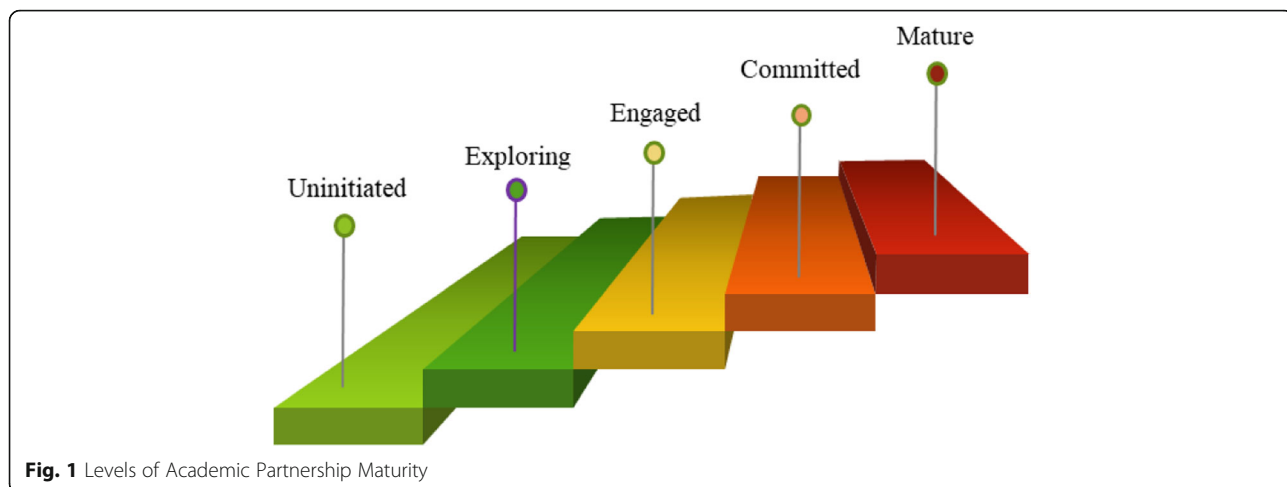 Mature
Committed
Engaged
Exploring
Uninitiated
Fig. 1 Levels of Academic Partnership Maturity